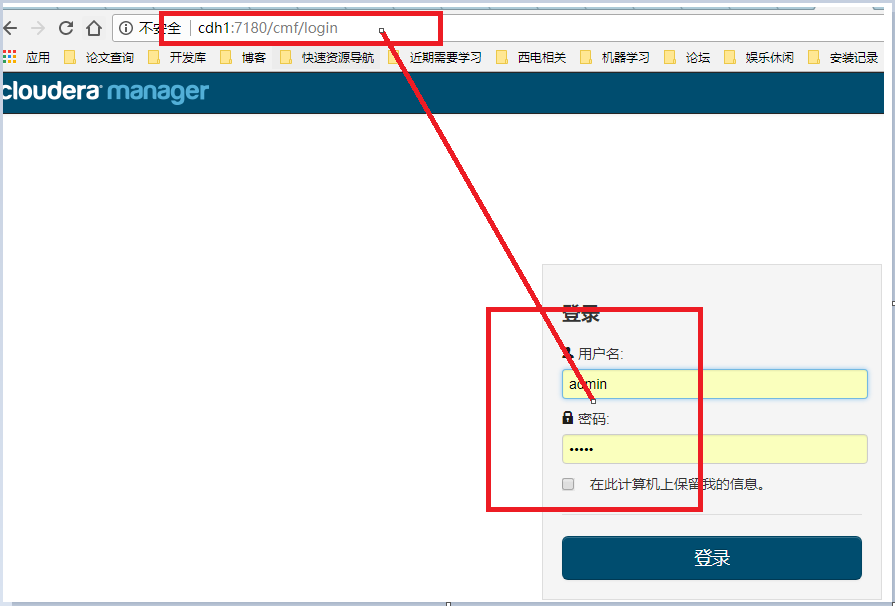 不安全 cdh1:7180/cmf/login
应用 论文查询 开发库 博客 快速资源导航 近期需要学习 西电相关 机器学习 论坛 娱乐休闲 安装记录
cloudera manager
登录
用户名:
admin
密码:
•••••
在此计算机上保留我的信息。
登录